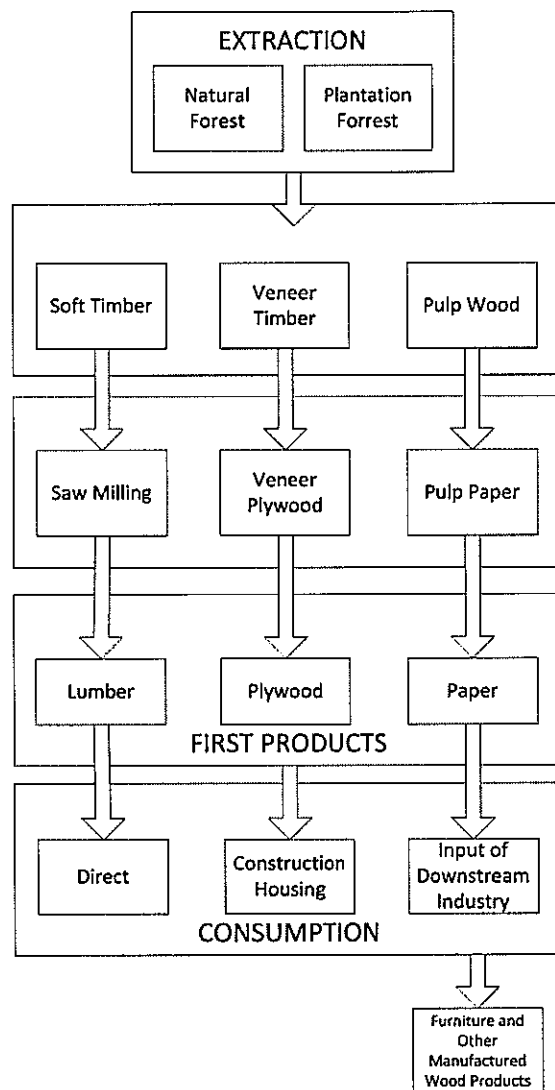 EXTRACTION
Natural
Forest
Plantation
Forrest
Soft Timber
Veneer
Timber
Pulp Wood
Saw Milling
Veneer
Plywood
Pulp Paper
Lumber
Plywood
Paper
FIRST PRODUCTS
Direct
Construction
Housing
Input of
Downstream
Industry
CONSUMPTION
Furniture and
Other
Manufactured
Wood Products